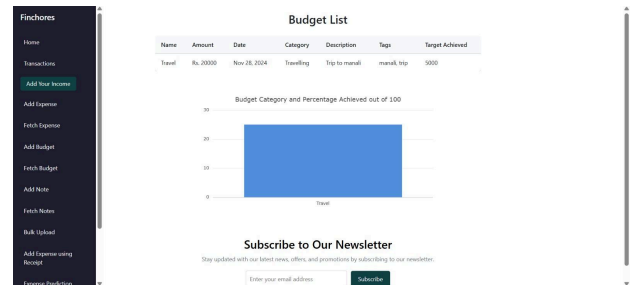 Finchores
Home
Transactions
Add Your Income
Add Expense
Fetch Expense
Add Budget
Fetch Budget
Add Note
Fetch Notes
Bulk Upload
Add Expense using
Receipt
Expense Prediction
Budget List
Name Amount Date Category Description Tags Target Achieved
Travel Rs. 20000 Nov 28, 2024 Travelling Trip to manali manali, trip 5000
Budget Category and Percentage Achieved out of 100
30
20
10
0
Travel
Subscribe to Our Newsletter
Stay updated with our latest news, offers, and promotions by subscribing to our newsletter.
Enter your email address Subscribe